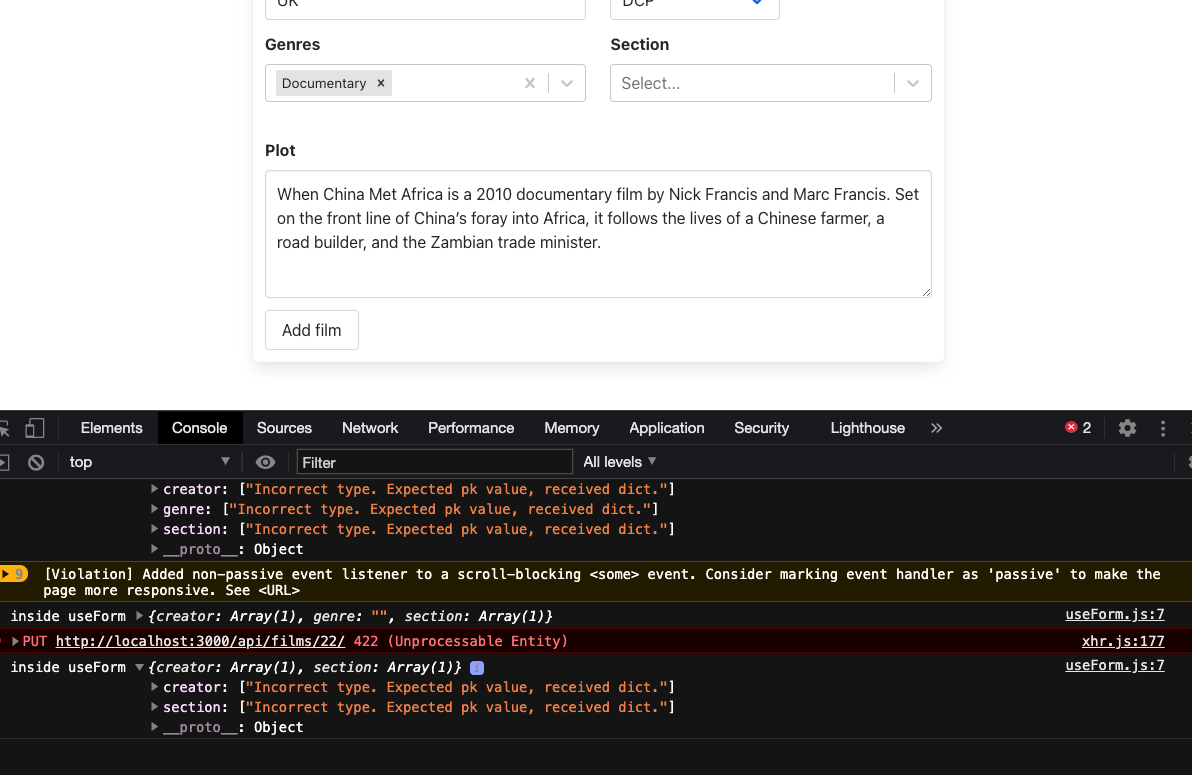 UK
DCP
Genres
Section
Documentary ×
Select...
Plot
When China Met Africa is a 2010 documentary film by Nick Francis and Marc Francis. Set
on the front line of China’s foray into Africa, it follows the lives of a Chinese farmer, a
road builder, and the Zambian trade minister.
Add film
Elements Console Sources Network Performance Memory Application Security Lighthouse » 2
top Filter All levels
creator: ["Incorrect type. Expected pk value, received dict."]
genre: ["Incorrect type. Expected pk value, received dict."]
section: ["Incorrect type. Expected pk value, received dict."]
__proto__: Object
9 [Violation] Added non-passive event listener to a scroll-blocking <some> event. Consider marking event handler as 'passive' to make the
page more responsive. See <URL>
inside useForm {creator: Array(1), genre: "", section: Array(1)} useForm.js:7
PUT http://localhost:3000/api/films/22/ 422 (Unprocessable Entity) xhr.js:177
inside useForm {creator: Array(1), section: Array(1)} i useForm.js:7
creator: ["Incorrect type. Expected pk value, received dict."]
section: ["Incorrect type. Expected pk value, received dict."]
__proto__: Object